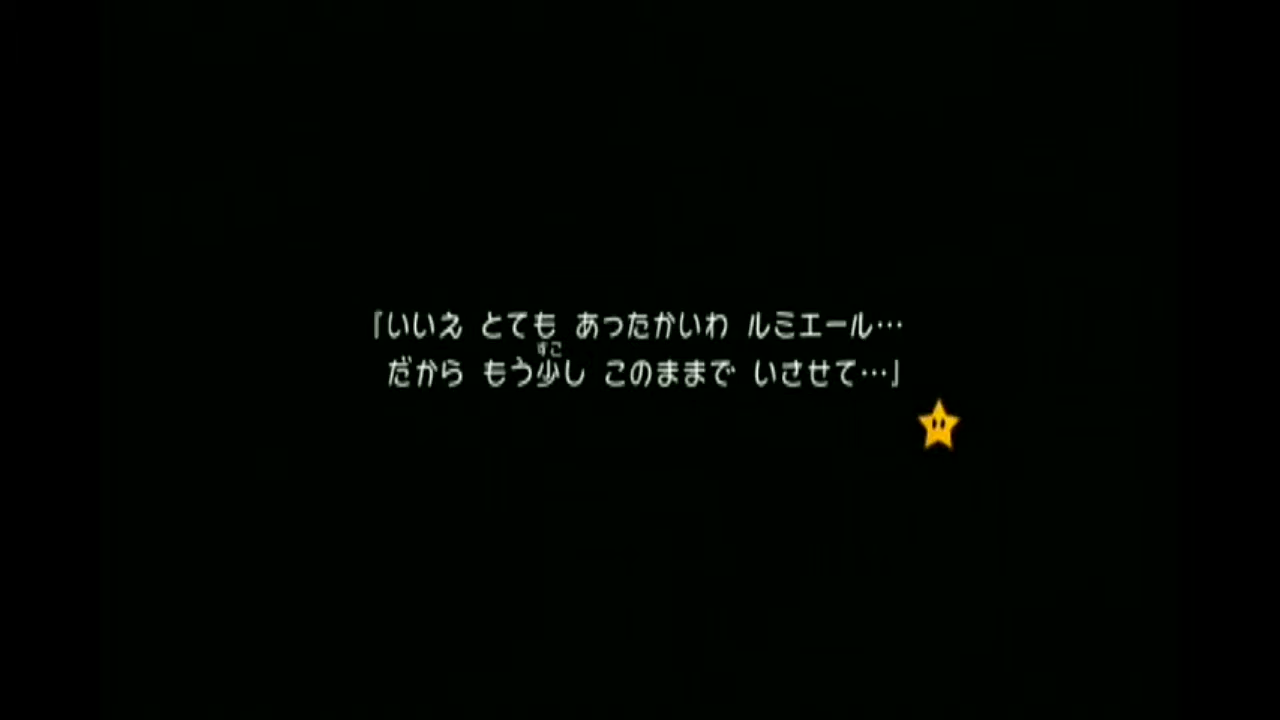 「いいえ とても あったかいわ ルミエール…
だから もう少し このままで いさせて…」